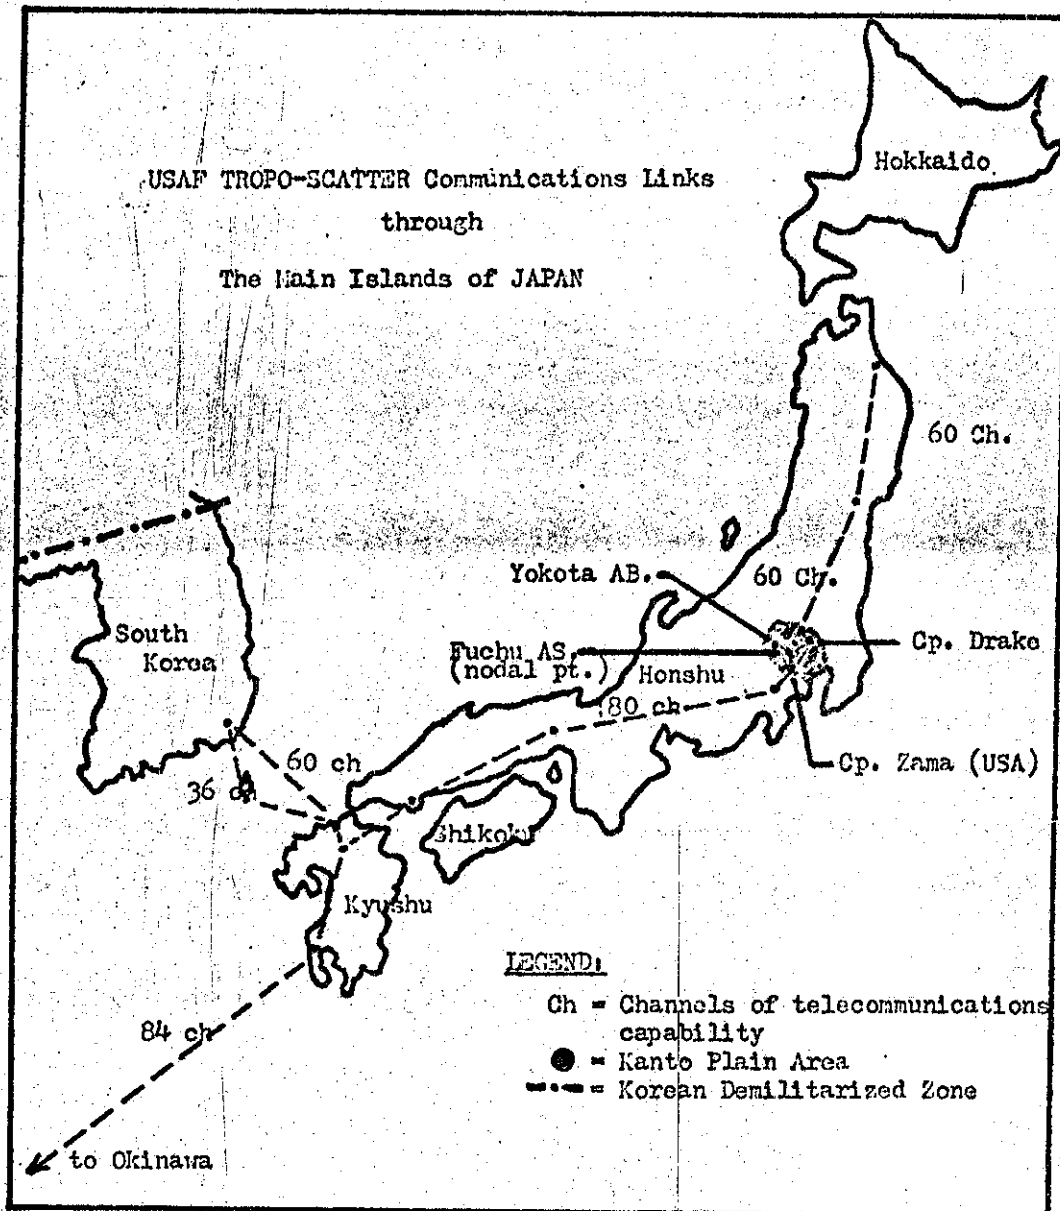 USAF TROPO-SCATTER Communications Links
through
The Main Islands of JAPAN
Hokkaido
60 Ch.
Yokota AB.
60 Ch.
South
Korea
Fuchu AS.
(nodal pt.)
Honshu
Cp. Drake
80 ch
60 ch
Cp. Zama (USA)
36 ch
Shikoku
Kyushu
LEGEND:
Ch = Channels of telecommunications
capability
= Kanto Plain Area
= Korean Demilitarized Zone
84 ch
to Okinawa